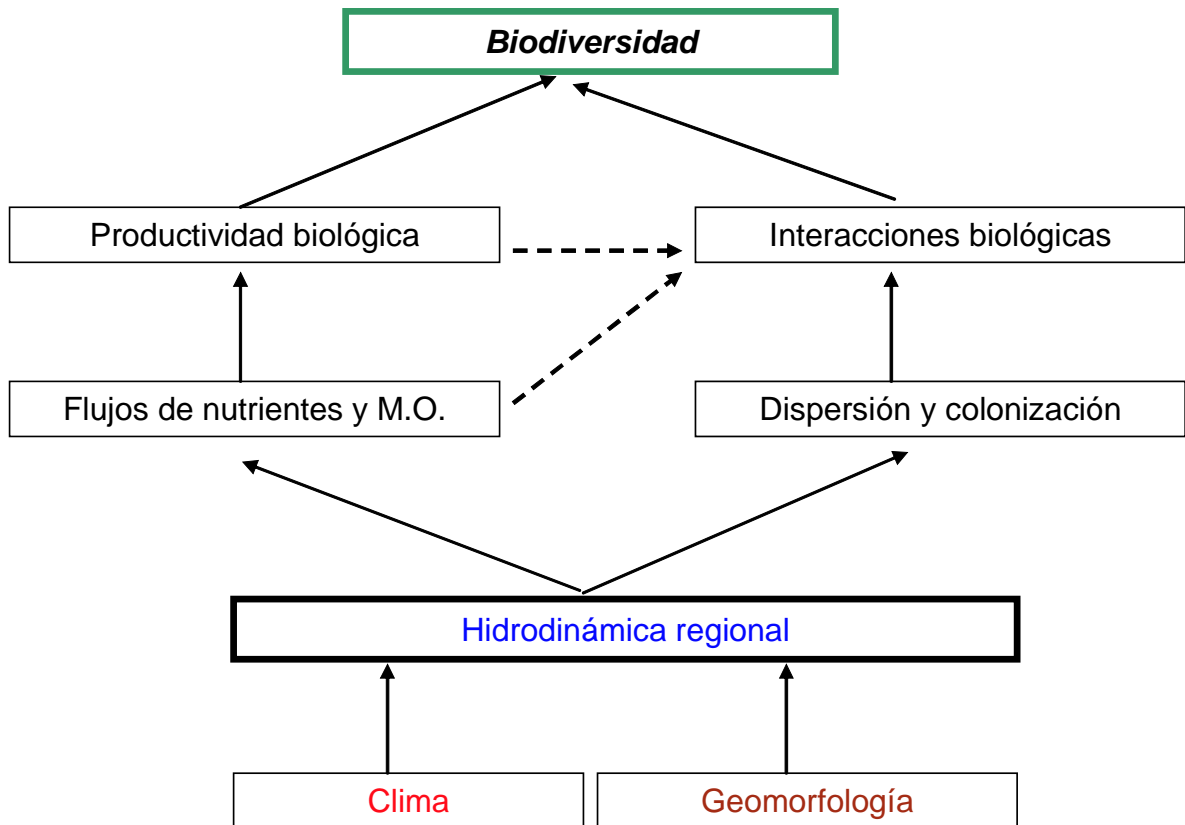 Biodiversidad
Productividad biológica
Interacciones biológicas
Flujos de nutrientes y M.O.
Dispersión y colonización
Hidrodinámica regional
Clima
Geomorfología